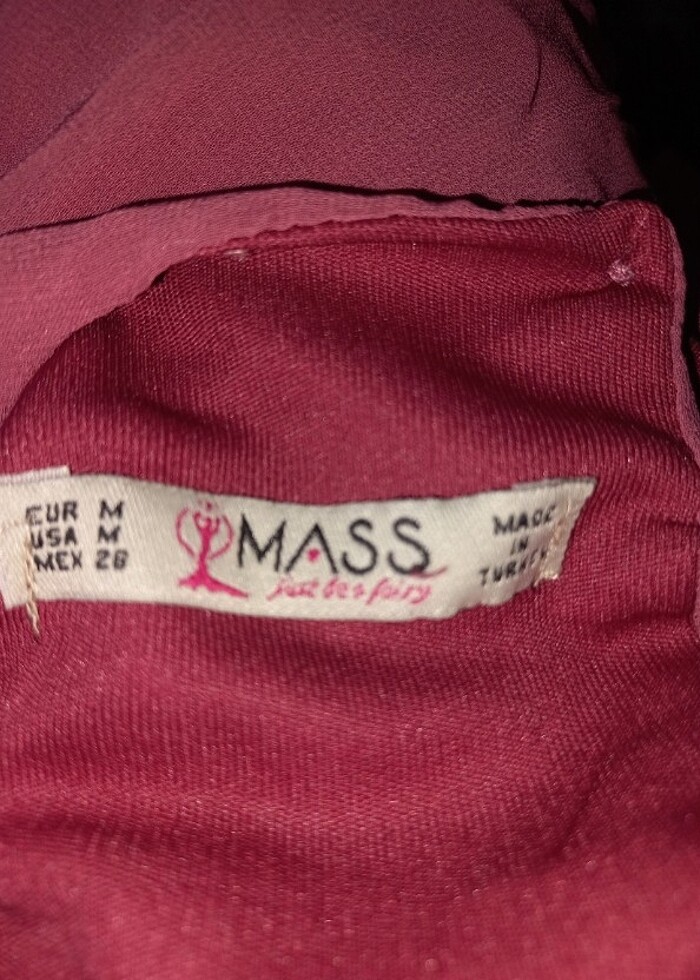 EUR M
USA M
MEX 28
MASS
just be a fairy
MADE
IN
TURKEY